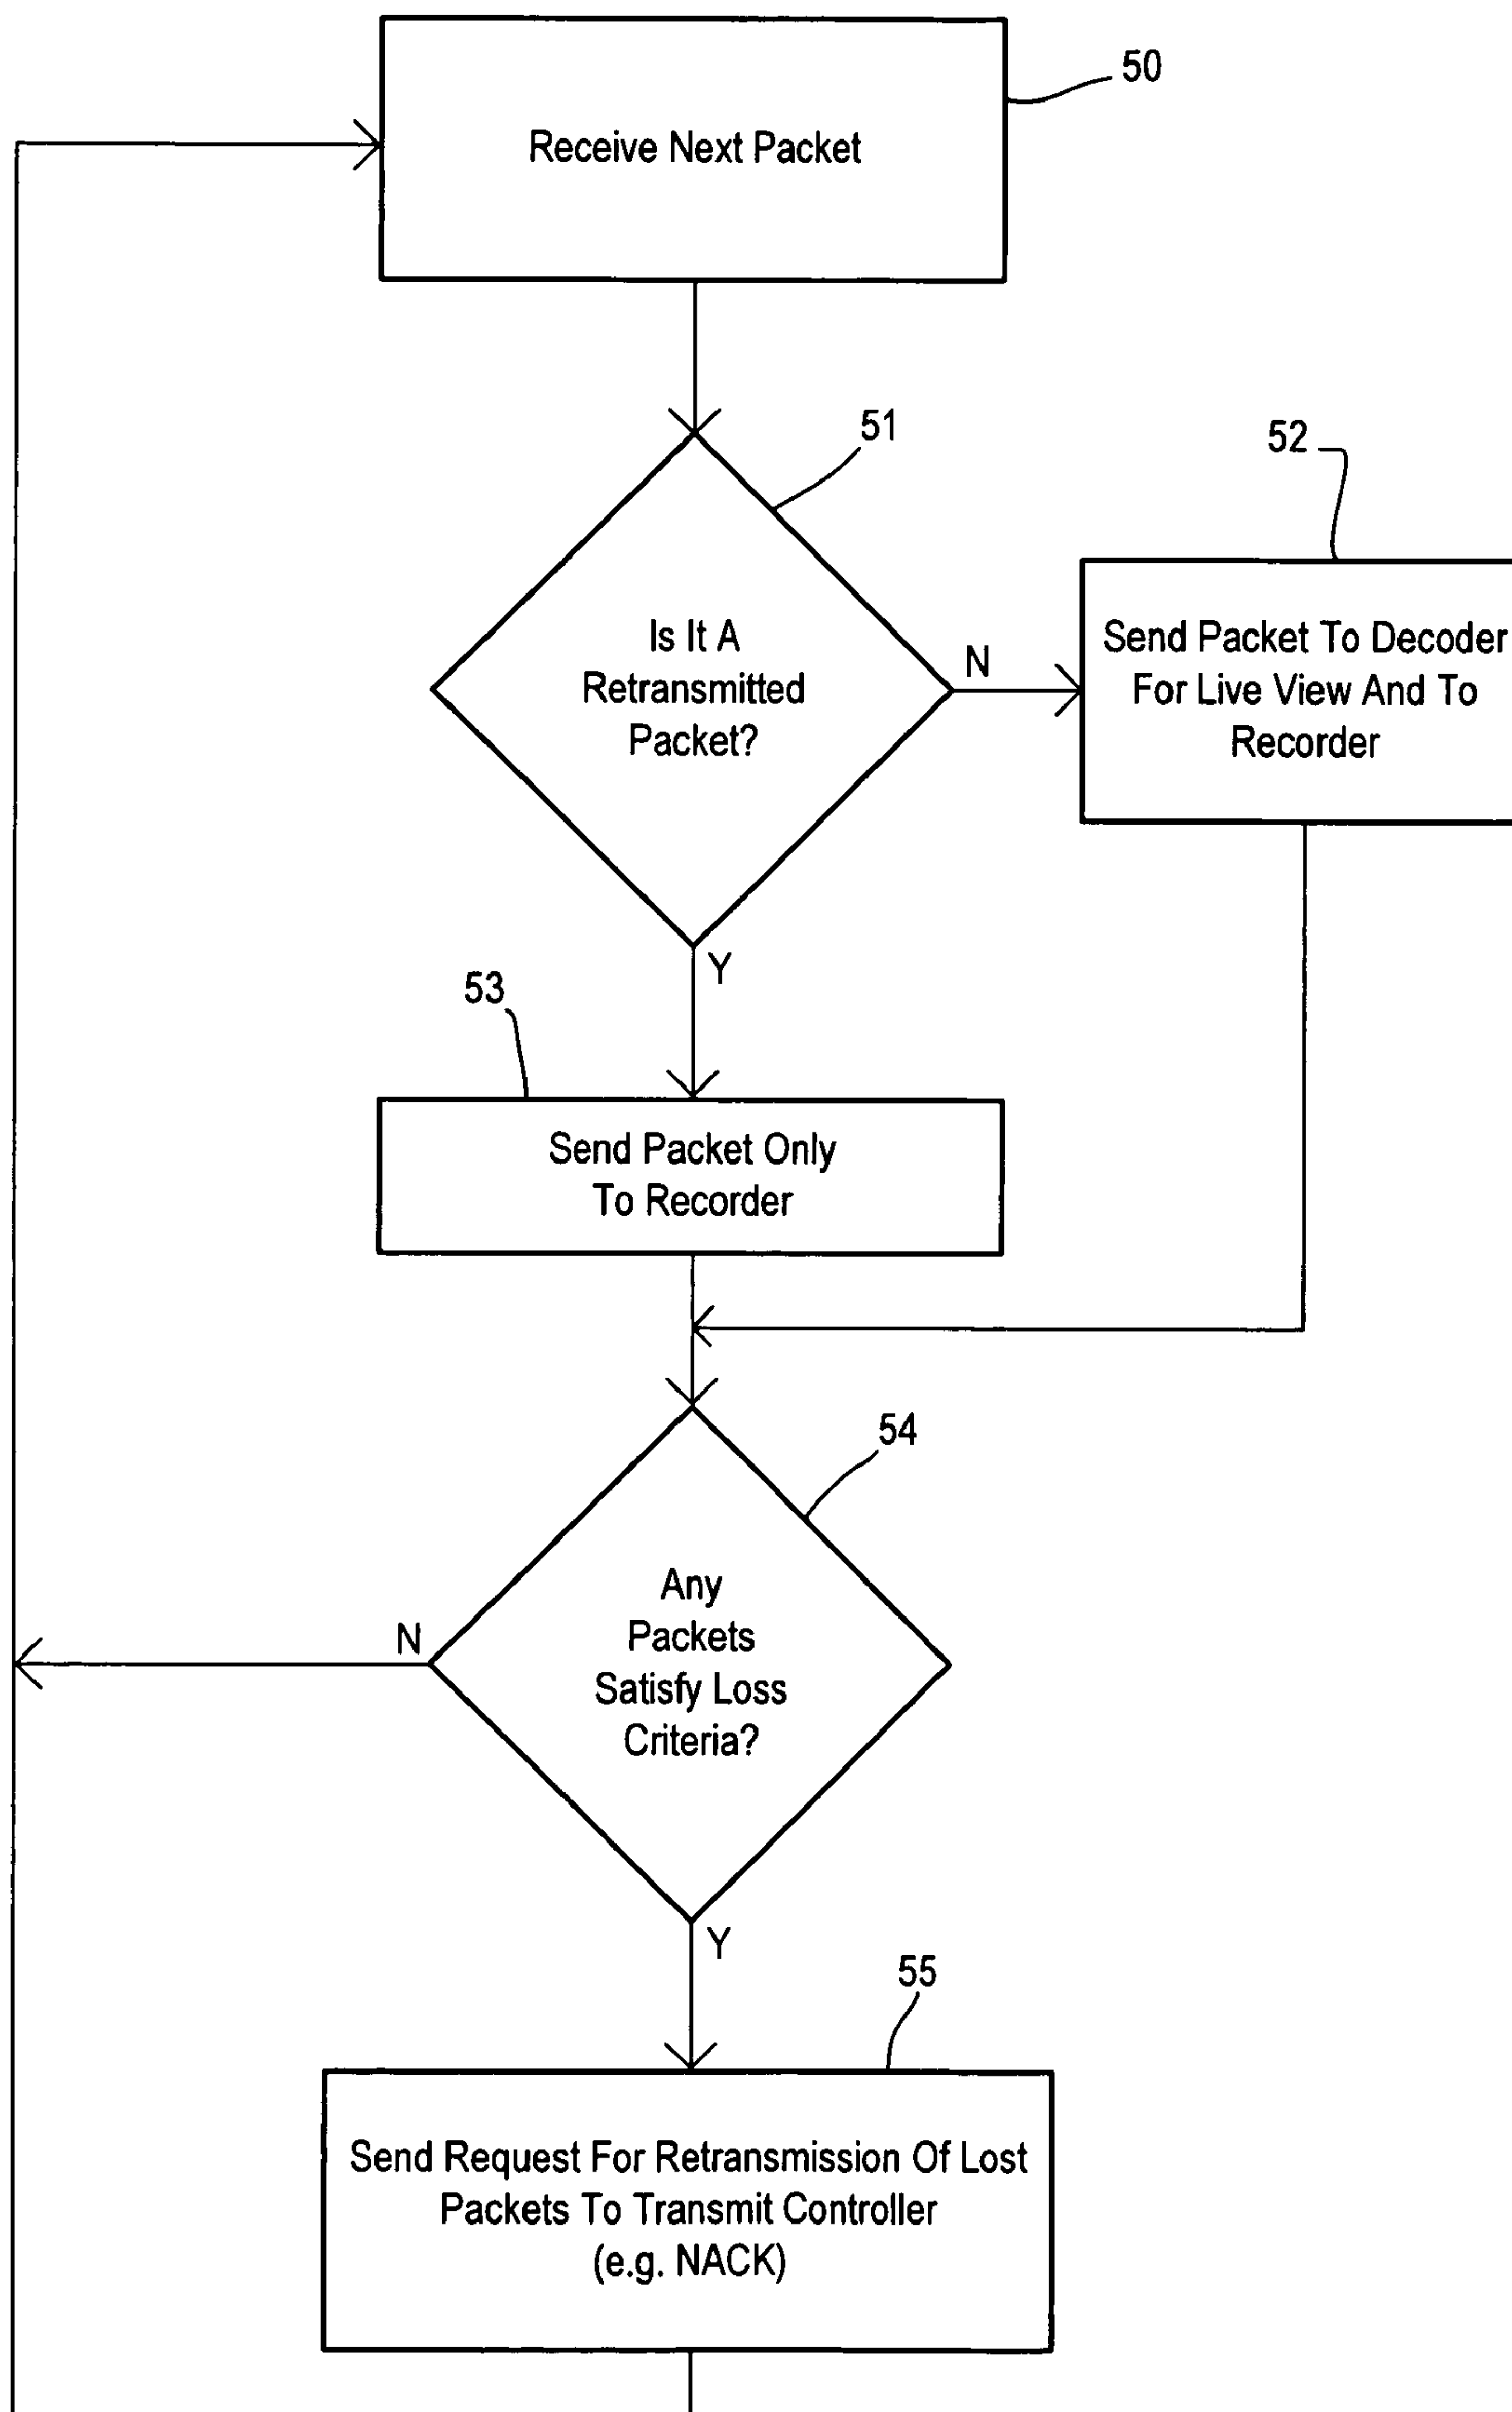 50
Receive Next Packet
51
52
Is It A
Retransmitted
Packet?
N
Send Packet To Decoder
For Live View And To
Recorder
Y
53
Send Packet Only
To Recorder
54
Any
Packets
Satisfy Loss
Criteria?
N
Y
55
Send Request For Retransmission Of Lost
Packets To Transmit Controller
(e.g. NACK)